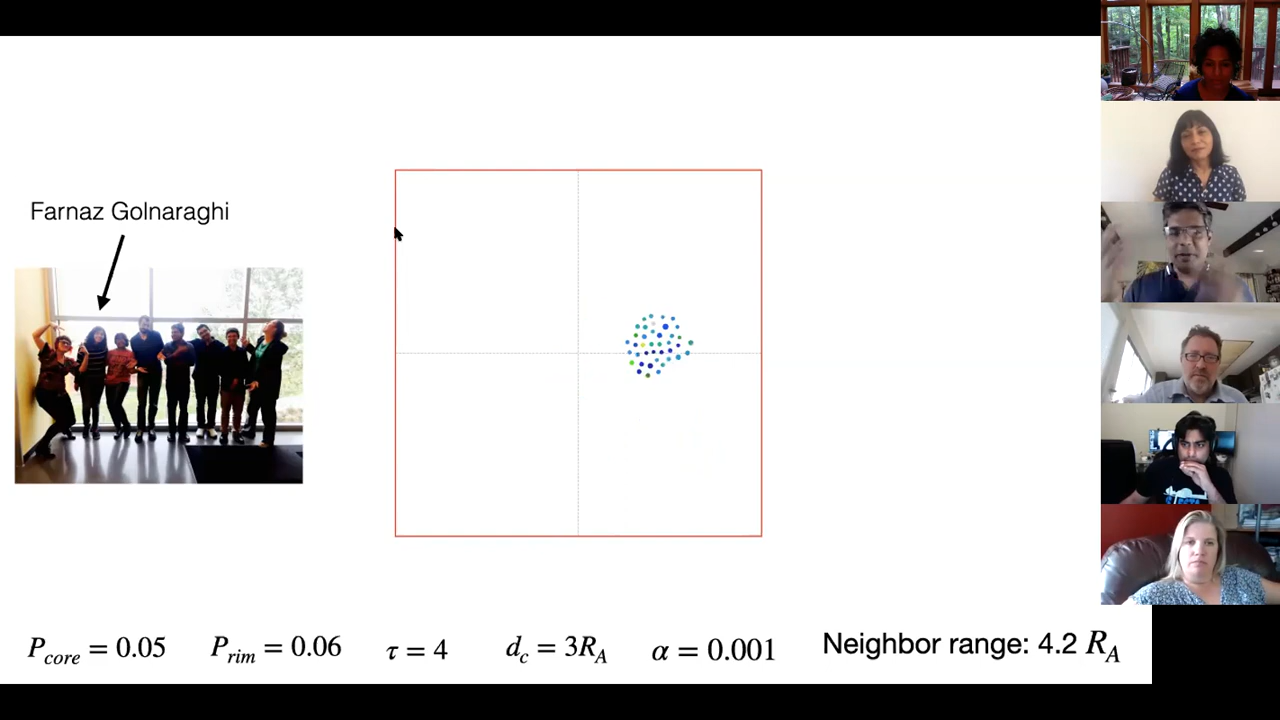 Farnaz Golnaraghi
P_core = 0.05 P_rim = 0.06 τ = 4 d_c = 3R_A α = 0.001 Neighbor range: 4.2 R_A